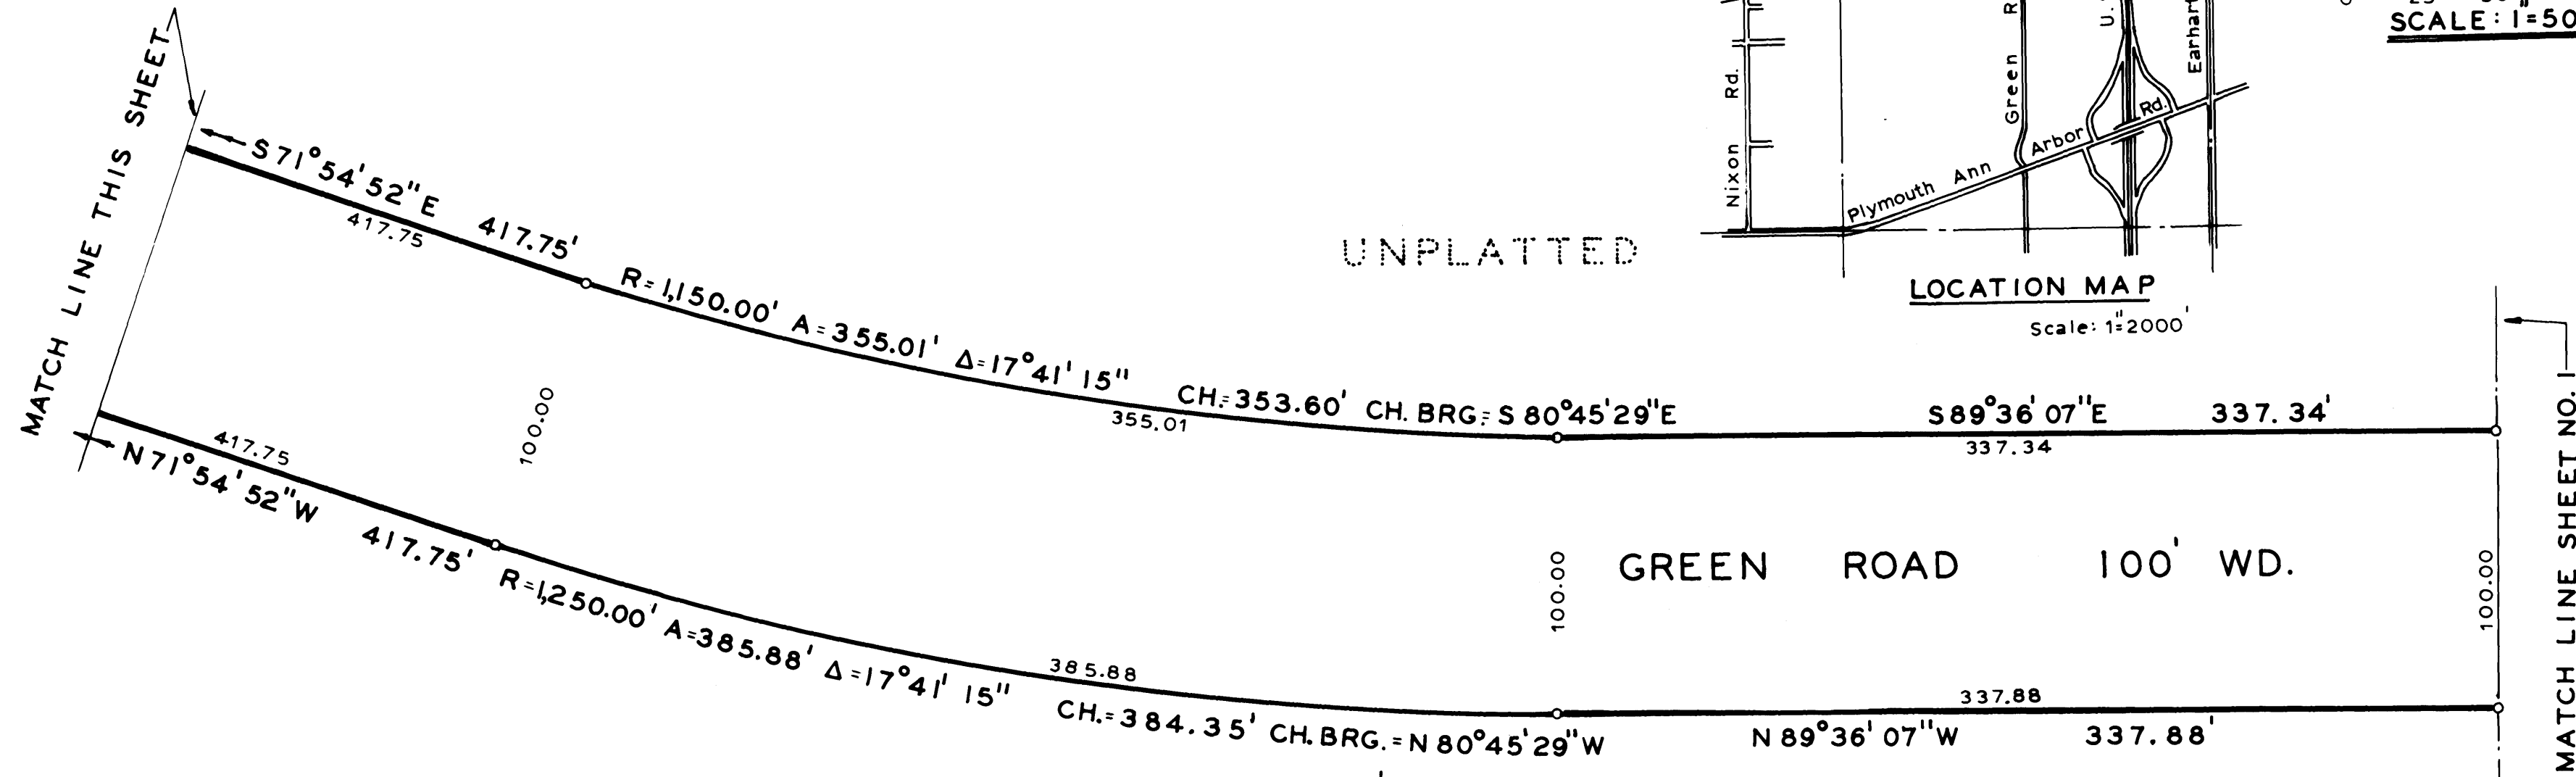 MATCH LINE THIS SHEET
S 71° 54' 52" E 417.75'
417.75
R= 1,150.00' A= 355.01' Δ= 17° 41' 15" CH.= 353.60' CH. BRG.= S 80° 45' 29" E
355.01
S 89° 36' 07" E 337.34'
337.34
UNPLATTED
Nixon Rd.
Green R
U.
Earhart
Plymouth Ann Arbor Rd.
LOCATION MAP
Scale: 1"=2000'
SCALE: 1"=50
MATCH LINE SHEET NO. 1
100.00
100.00
100.00
GREEN ROAD 100' WD.
417.75
N 71° 54' 52" W 417.75'
R=1,250.00' A=385.88' Δ=17° 41' 15" CH.= 384.35' CH. BRG.= N 80° 45' 29" W
385.88
337.88
N 89° 36' 07" W 337.88'